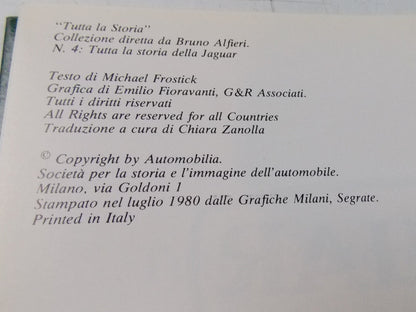 "Tutta la Storia"
Collezione diretta da Bruno Alfieri.
N. 4: Tutta la storia della Jaguar
Testo di Michael Frostick
Grafica di Emilio Fioravanti, G&R Associati.
Tutti i diritti riservati
All Rights are reserved for all Countries
Traduzione a cura di Chiara Zanolla
© Copyright by Automobilia.
Società per la storia e l'immagine dell'automobile.
Milano, via Goldoni 1
Stampato nel luglio 1980 dalle Grafiche Milani, Segrate.
Printed in Italy